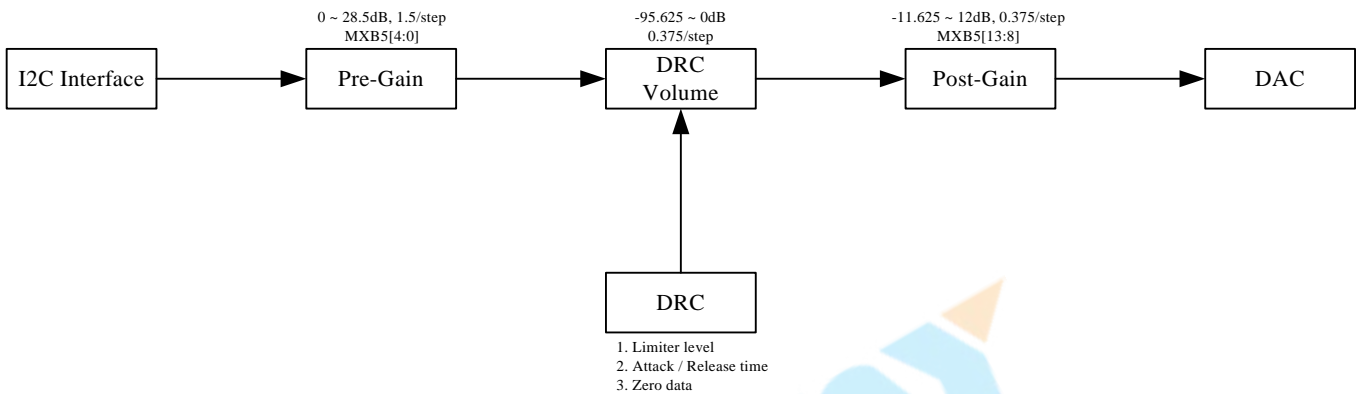 0 ~ 28.5dB, 1.5/step
MXB5[4:0]
-95.625 ~ 0dB
0.375/step
-11.625 ~ 12dB, 0.375/step
MXB5[13:8]
I2C Interface
Pre-Gain
DRC
Volume
Post-Gain
DAC
DRC
1. Limiter level
2. Attack / Release time
3. Zero data